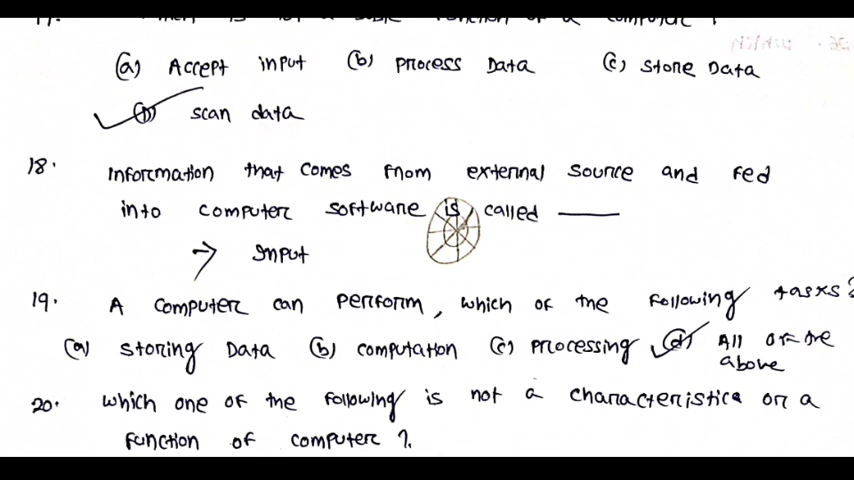 (a) Accept input (b) process Data (c) store Data
(D) scan data
18. Information that comes from external source and Fed
into computer software is called ———
→ Input
19. A computer can perform, which of the following tasks?
(a) storing Data (b) computation (c) processing (d) All of the
above
20. which one of the following is not a characteristica or a
function of computer ?